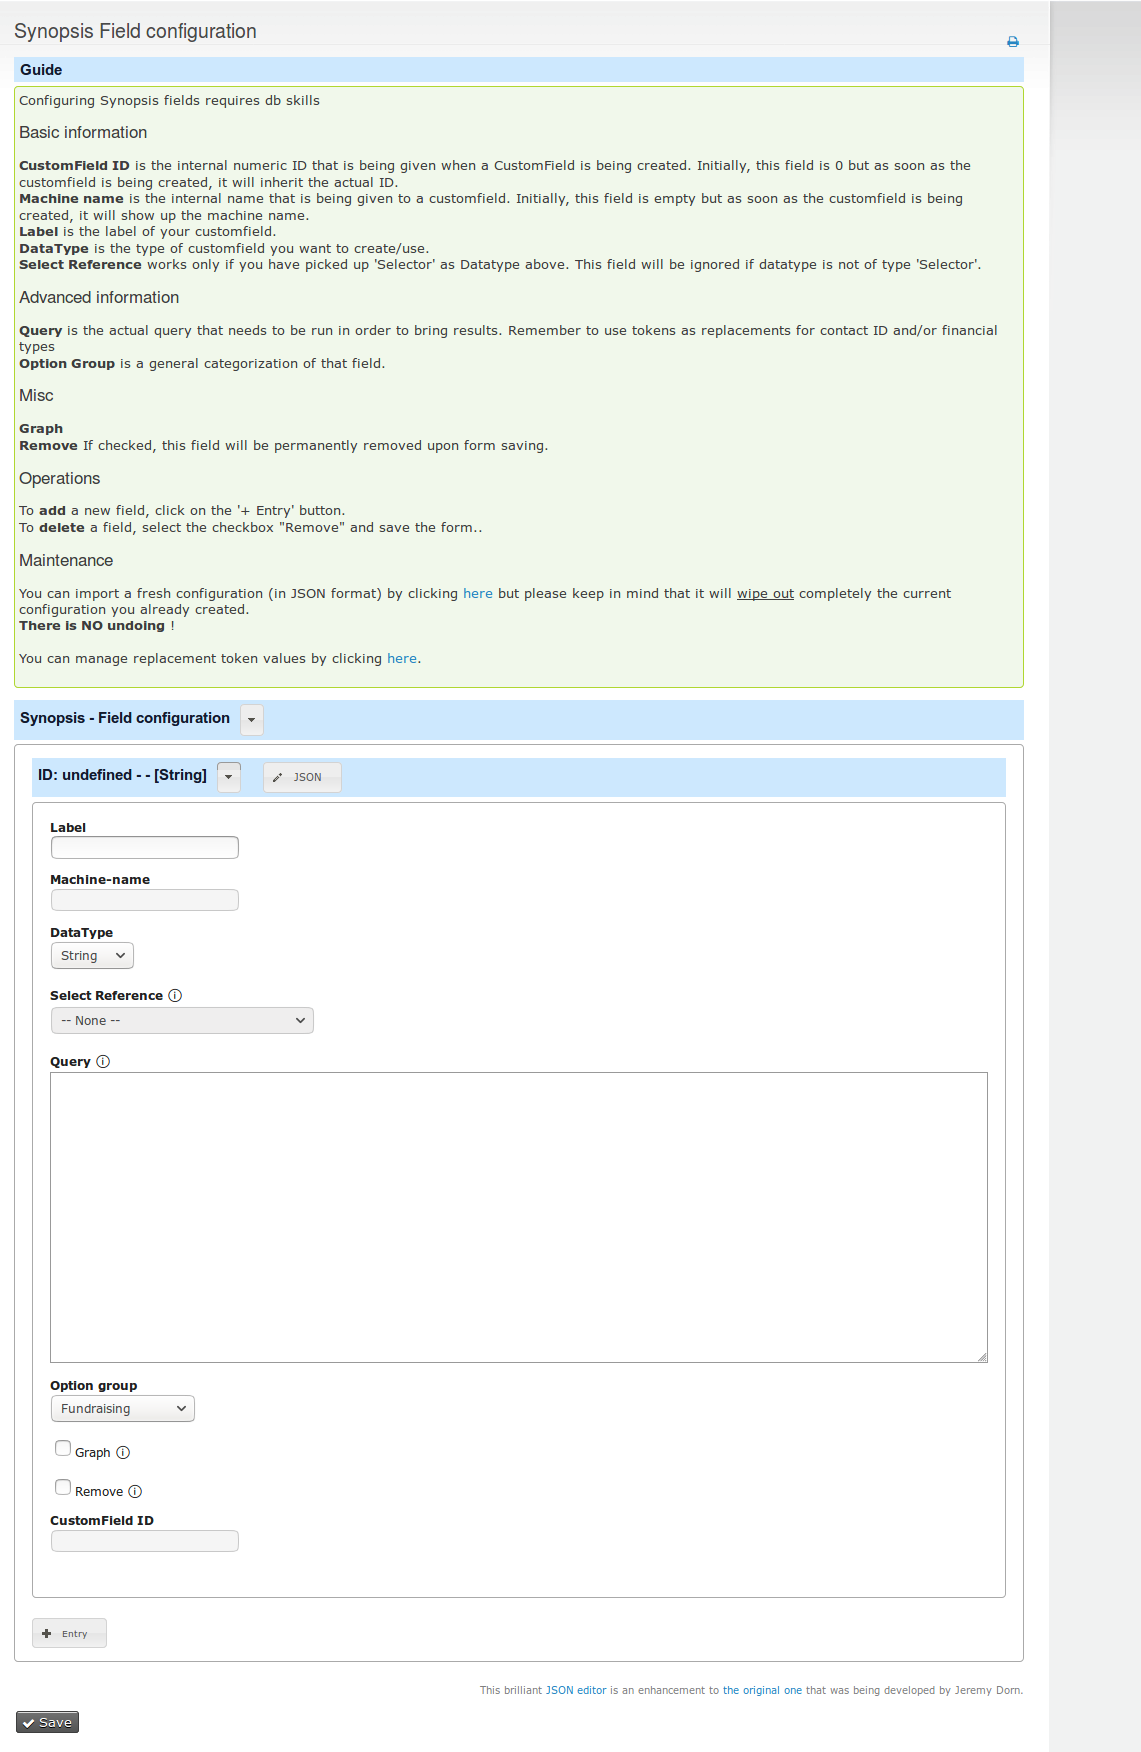 Synopsis Field configuration
Guide
Configuring Synopsis fields requires db skills
Basic information
CustomField ID is the internal numeric ID that is being given when a CustomField is being created. Initially, this field is 0 but as soon as the
customfield is being created, it will inherit the actual ID.
Machine name is the internal name that is being given to a customfield. Initially, this field is empty but as soon as the customfield is being
created, it will show up the machine name.
Label is the label of your customfield.
DataType is the type of customfield you want to create/use.
Select Reference works only if you have picked up 'Selector' as Datatype above. This field will be ignored if datatype is not of type 'Selector'.
Advanced information
Query is the actual query that needs to be run in order to bring results. Remember to use tokens as replacements for contact ID and/or financial
types
Option Group is a general categorization of that field.
Misc
Graph
Remove If checked, this field will be permanently removed upon form saving.
Operations
To add a new field, click on the '+ Entry' button.
To delete a field, select the checkbox "Remove" and save the form..
Maintenance
You can import a fresh configuration (in JSON format) by clicking here but please keep in mind that it will wipe out completely the current
configuration you already created.
There is NO undoing !
You can manage replacement token values by clicking here.
Synopsis - Field configuration
ID: undefined - - [String] JSON
Label
Machine-name
DataType
String
Select Reference
-- None --
Query
Option group
Fundraising
Graph
Remove
CustomField ID
Entry
This brilliant JSON editor is an enhancement to the original one that was being developed by Jeremy Dorn.
Save